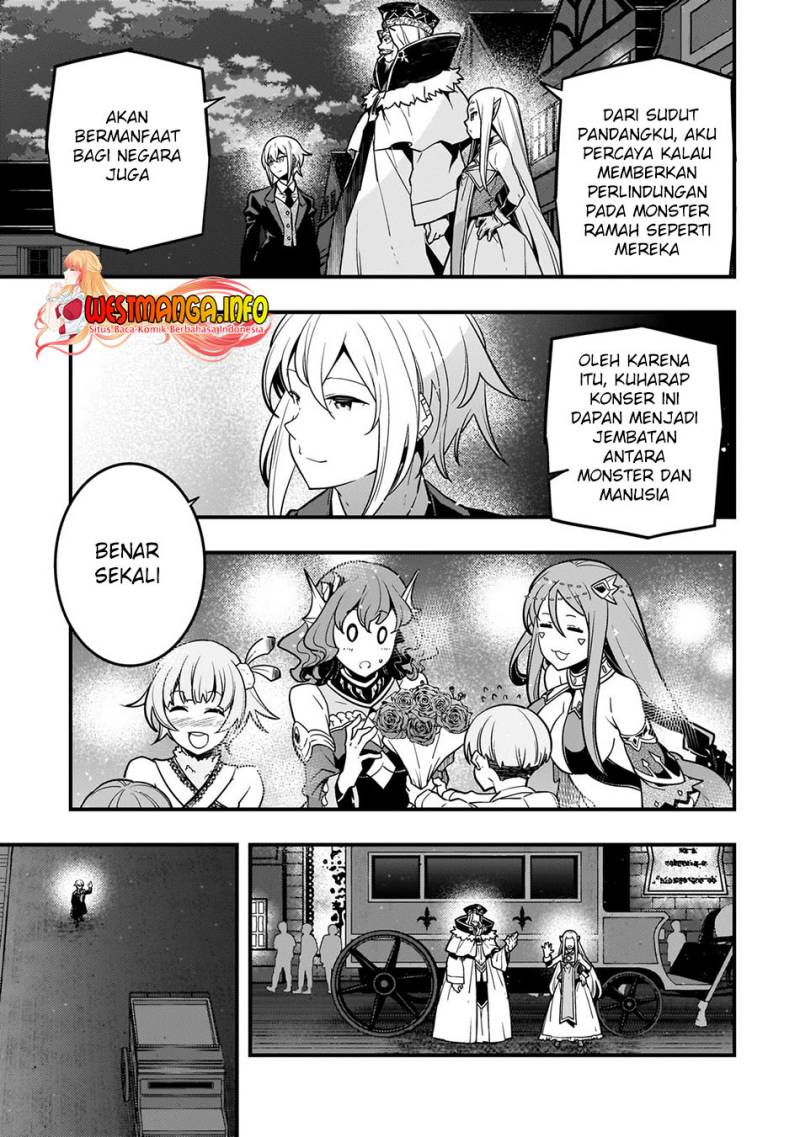 DARI SUDUT
PANDANGKU, AKU
PERCAYA KALAU
MEMBERKAN
PERLINDUNGAN
PADA MONSTER
RAMAH SEPERTI
MEREKA
AKAN
BERMANFAAT
BAGI NEGARA
JUGA
WESTMANGA.INFO
Situs Baca Komik Berbahasa Indonesia
OLEH KARENA
ITU, KUHARAP
KONSER INI
DAPAN MENJADI
JEMBATAN
ANTARA
MONSTER DAN
MANUSIA
BENAR
SEKALI